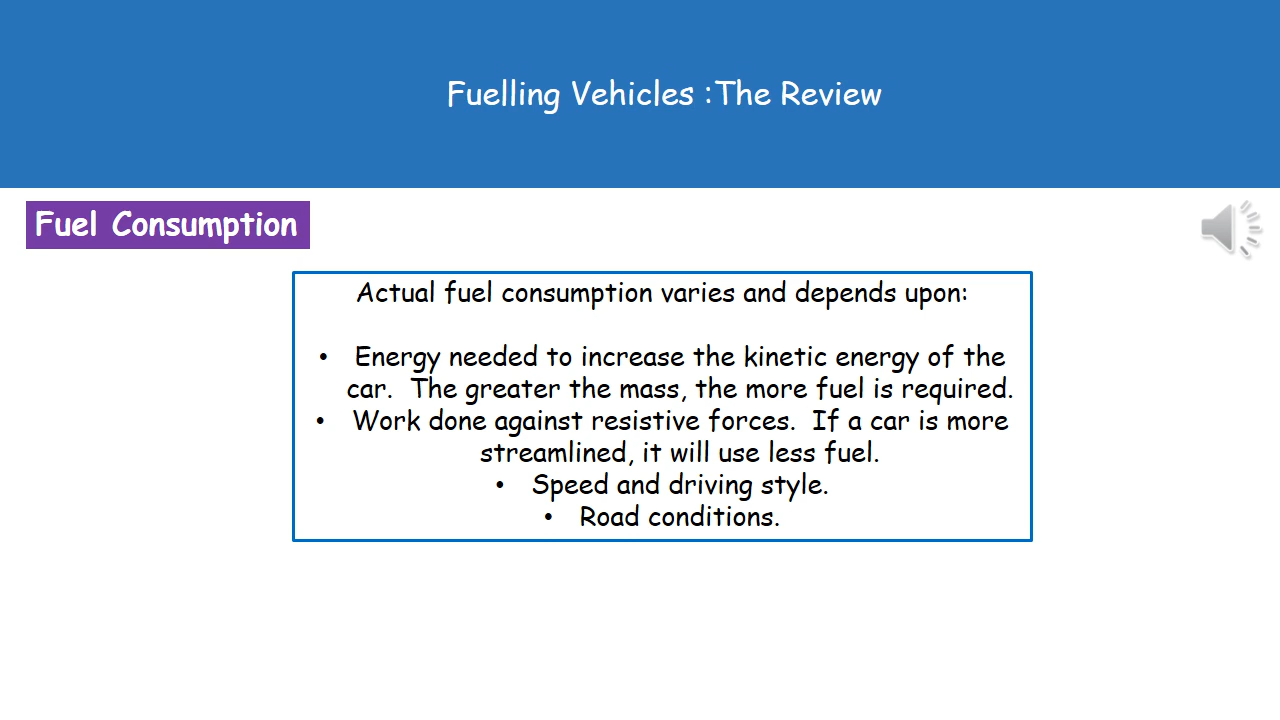 Fuelling Vehicles :The Review
Fuel Consumption
Actual fuel consumption varies and depends upon:
• Energy needed to increase the kinetic energy of the
car.  The greater the mass, the more fuel is required.
• Work done against resistive forces.  If a car is more
streamlined, it will use less fuel.
• Speed and driving style.
• Road conditions.